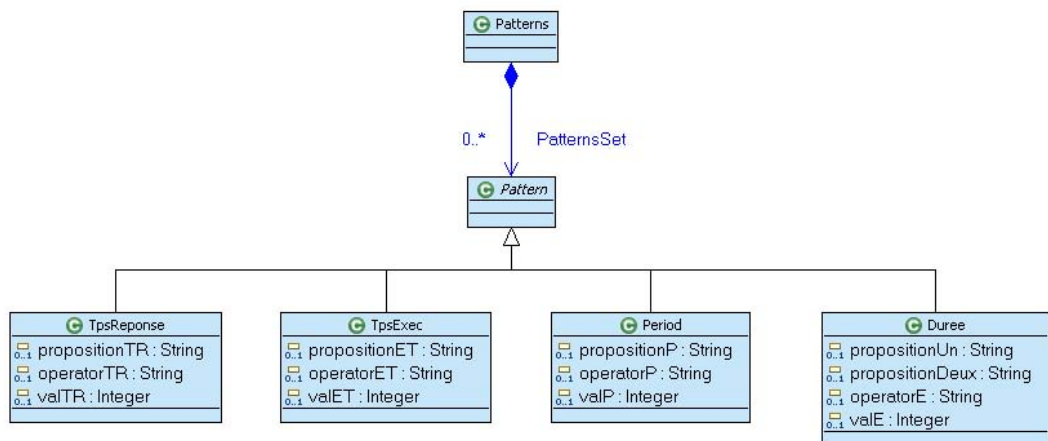 Patterns
0..* PatternsSet
Pattern
TpsReponse
0..1 propositionTR : String
0..1 operatorTR : String
0..1 valTR : Integer
TpsExec
0..1 propositionET : String
0..1 operatorET : String
0..1 valET : Integer
Period
0..1 propositionP : String
0..1 operatorP : String
0..1 valP : Integer
Duree
0..1 propositionUn : String
0..1 propositionDeux : String
0..1 operatorE : String
0..1 valE : Integer